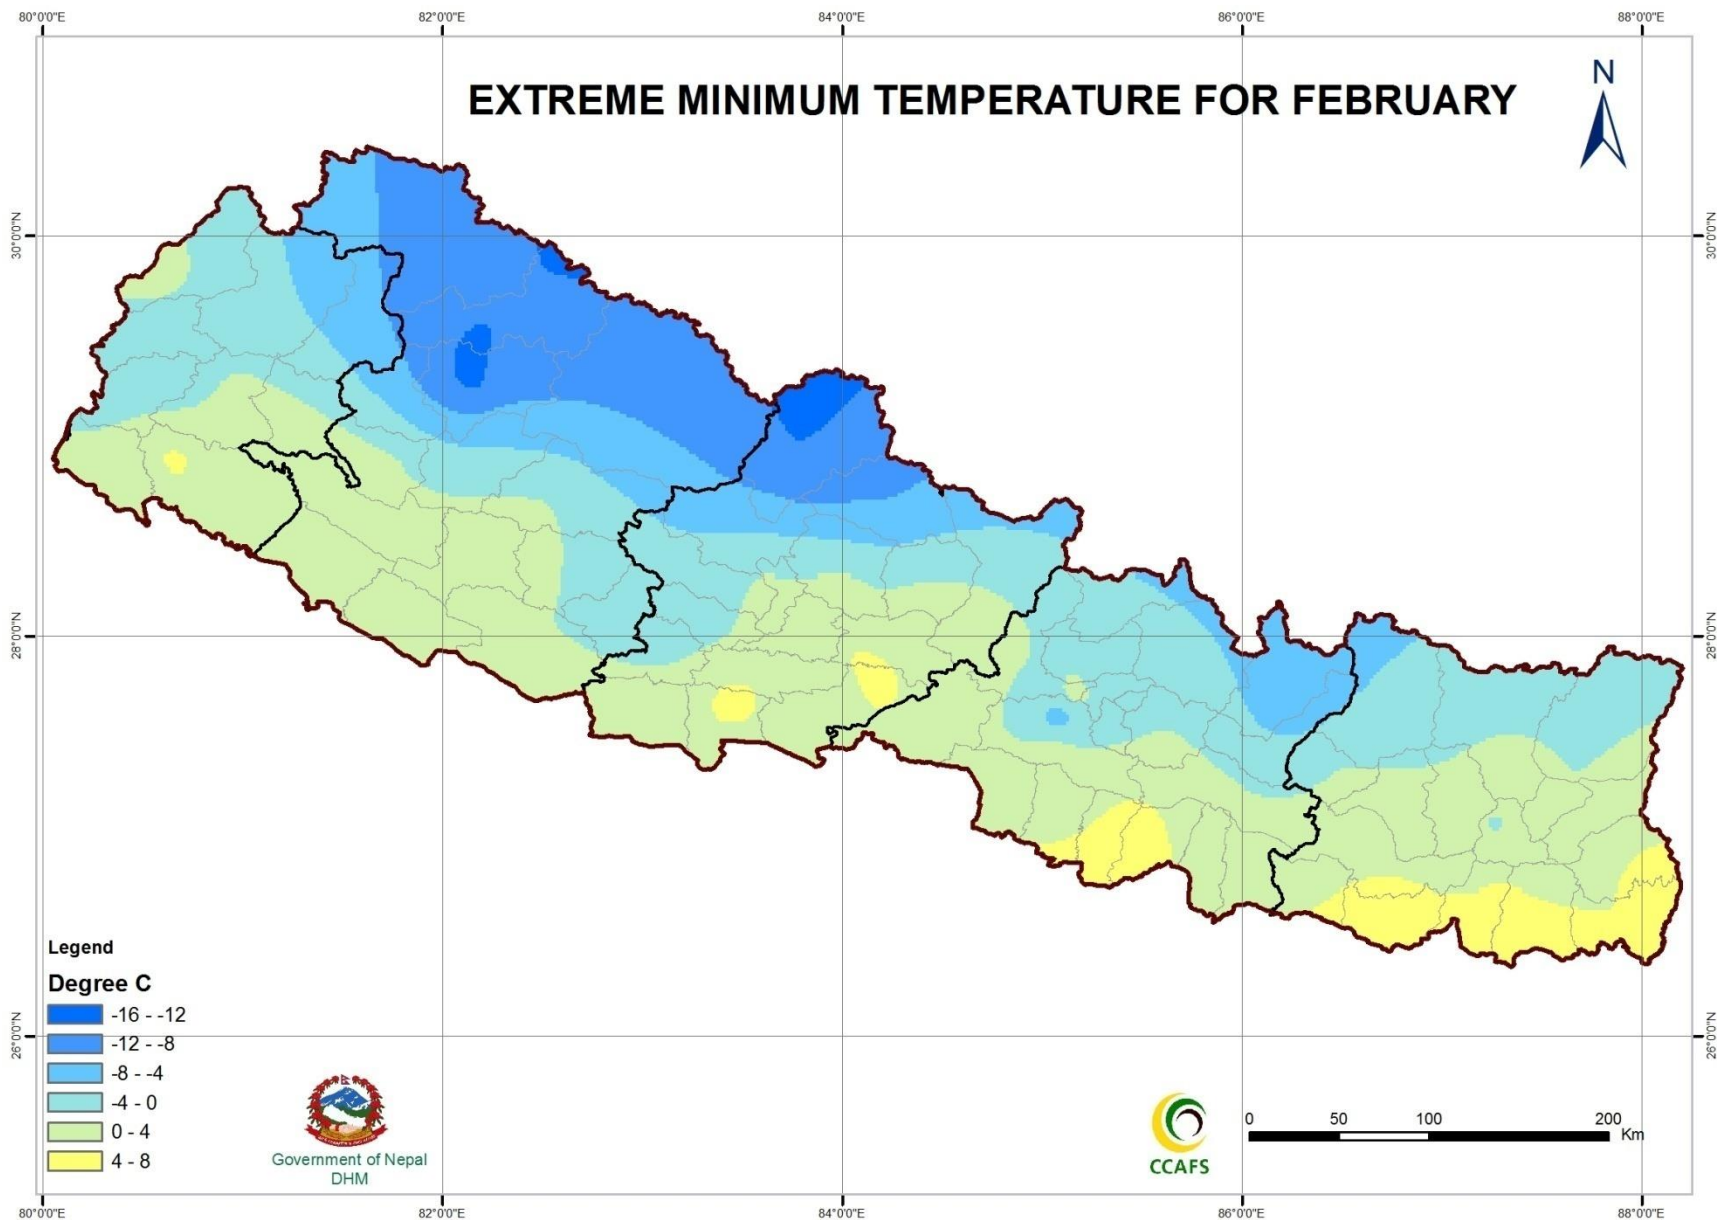 80°0'0"E 82°0'0"E 84°0'0"E 86°0'0"E 88°0'0"E
EXTREME MINIMUM TEMPERATURE FOR FEBRUARY
N
30°0'0"N 30°0'0"N
28°0'0"N 28°0'0"N
26°0'0"N 26°0'0"N
Legend
Degree C
-16 - -12
-12 - -8
-8 - -4
-4 - 0
0 - 4
4 - 8
Government of Nepal
DHM
CCAFS
0 50 100 200
Km
80°0'0"E 82°0'0"E 84°0'0"E 86°0'0"E 88°0'0"E